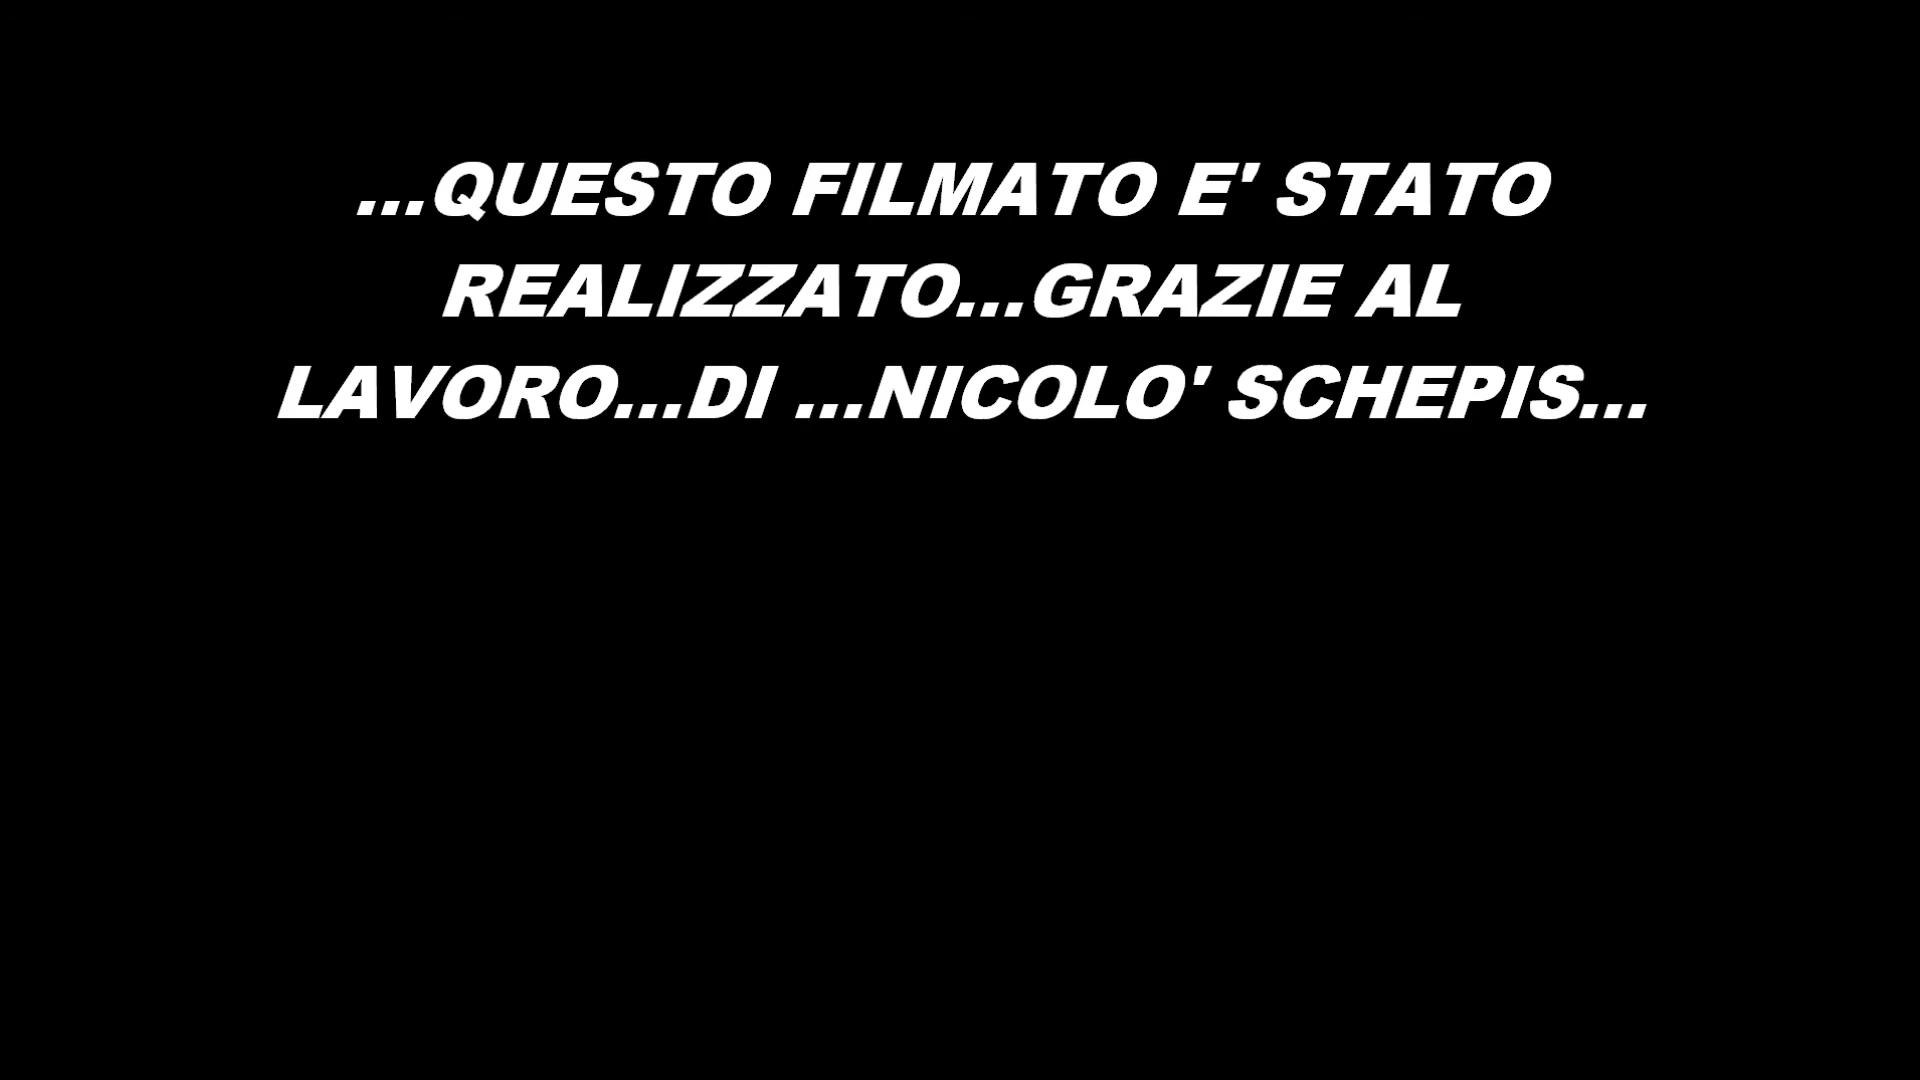 ...QUESTO FILMATO E' STATO
REALIZZATO...GRAZIE AL
LAVORO...DI ...NICOLO' SCHEPIS...